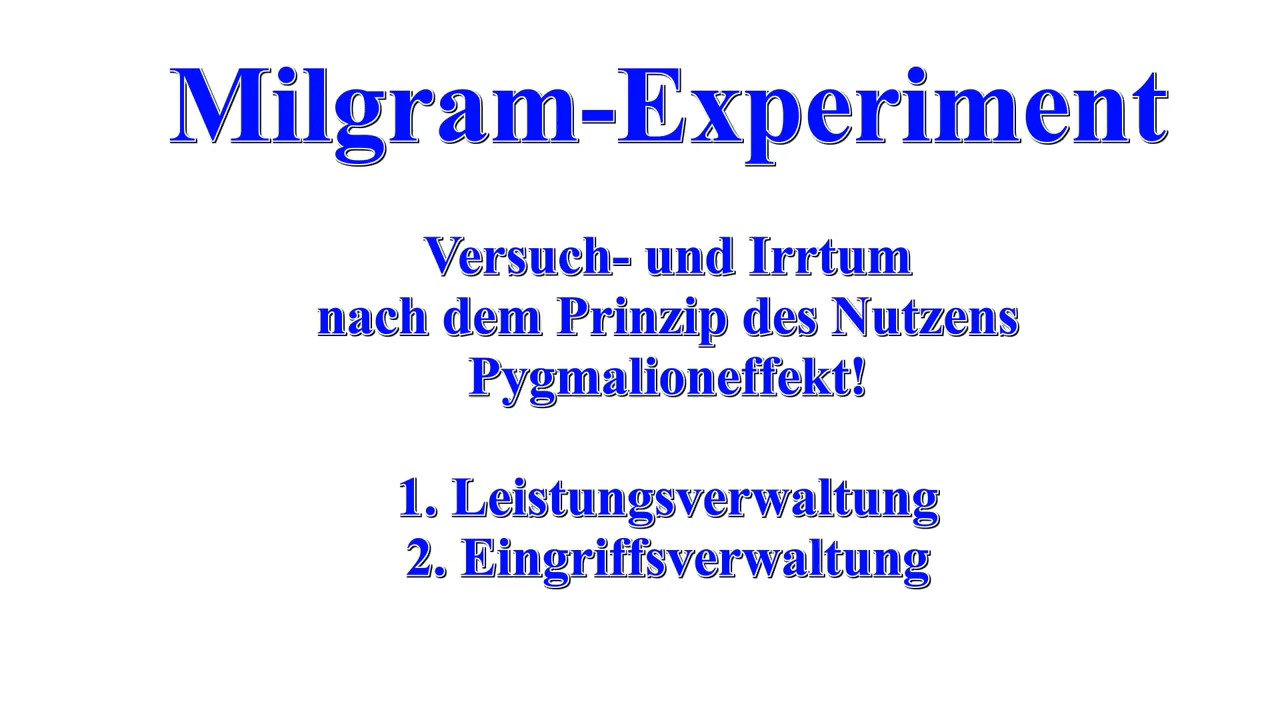 Milgram-Experiment
Versuch- und Irrtum
nach dem Prinzip des Nutzens
Pygmalioneffekt!
1. Leistungsverwaltung
2. Eingriffsverwaltung